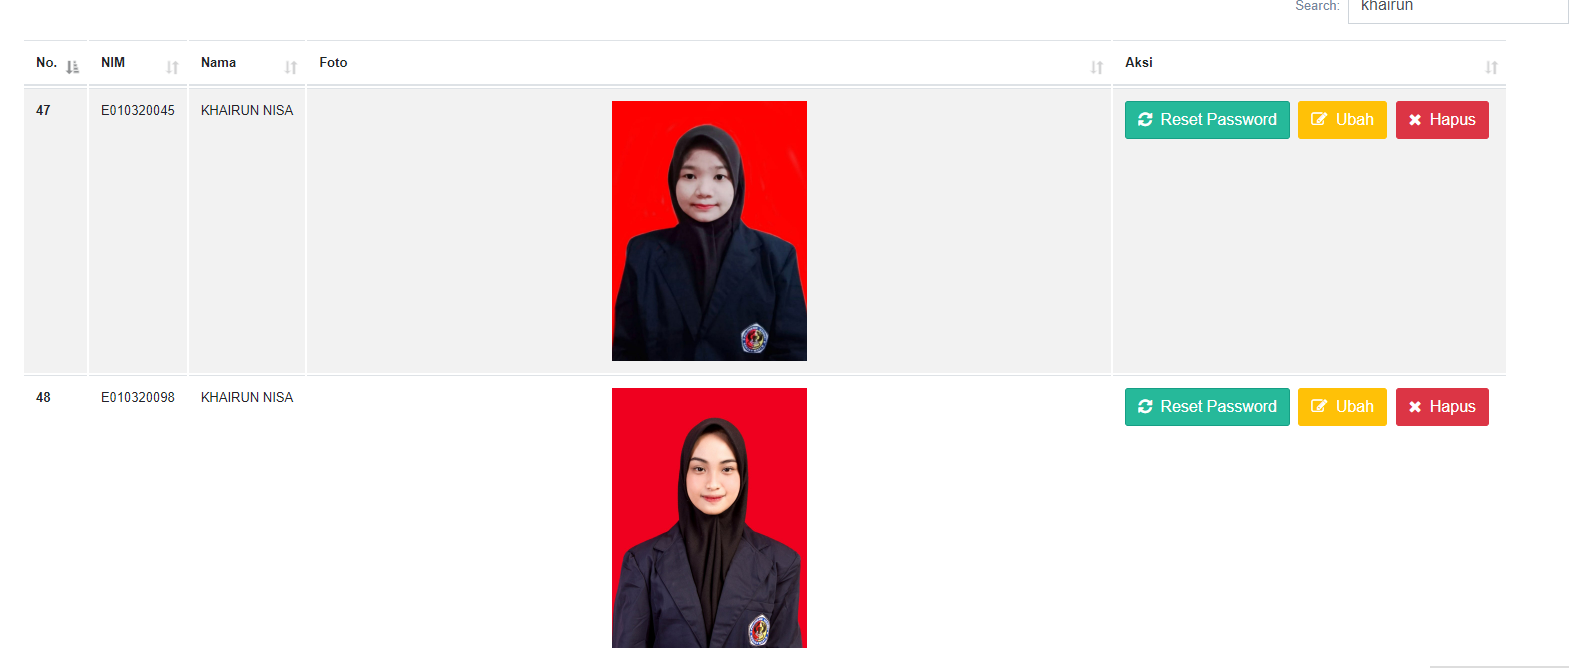 Search: khairun
No. NIM Nama Foto Aksi
47 E010320045 KHAIRUN NISA Reset Password Ubah Hapus
48 E010320098 KHAIRUN NISA Reset Password Ubah Hapus